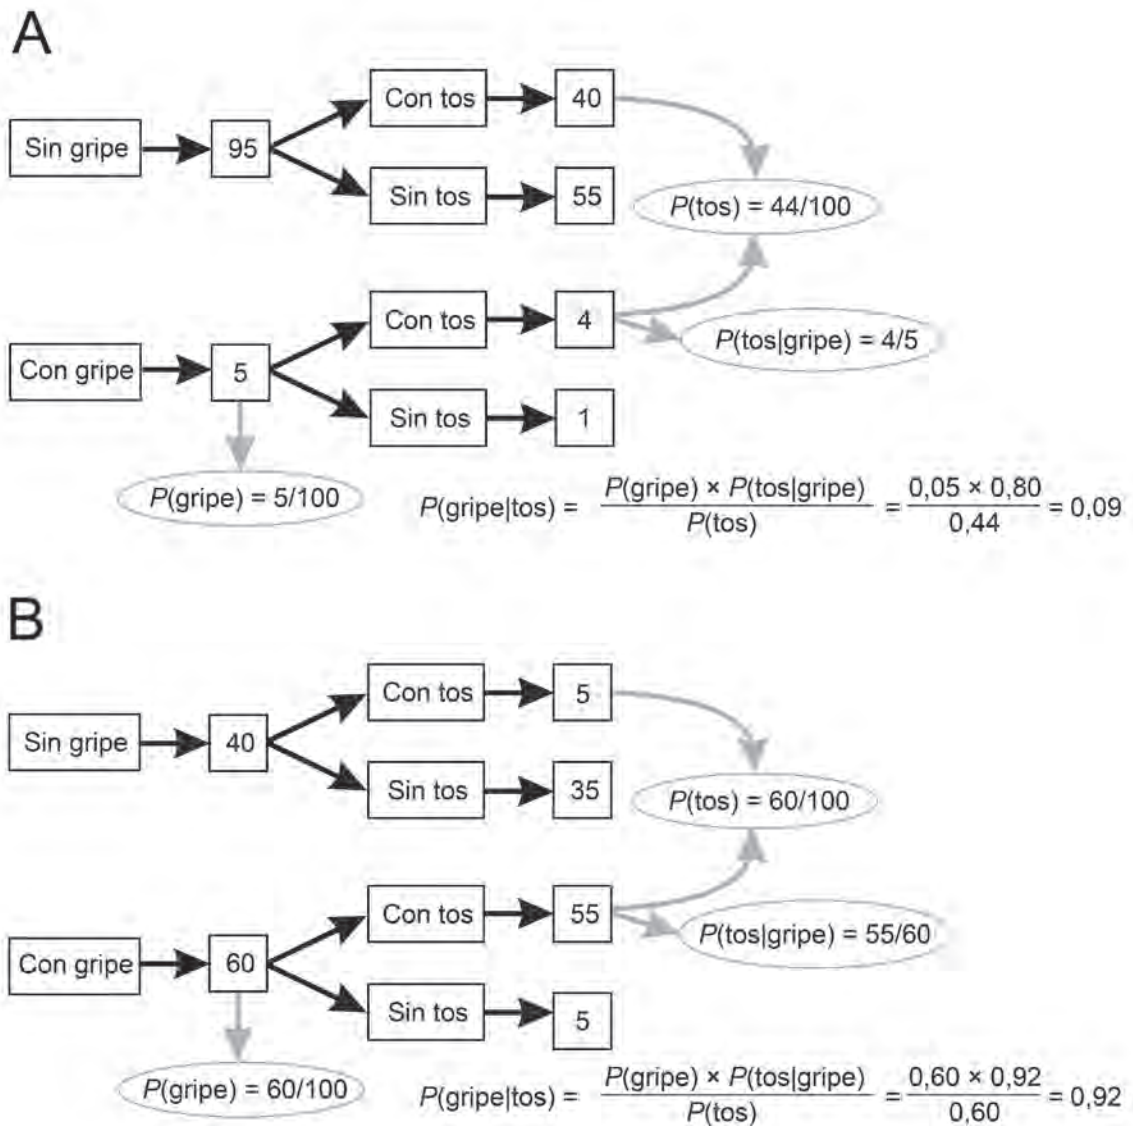 A
Con tos
40
Sin gripe
95
Sin tos
55
P(tos) = 44/100
Con tos
4
P(tos|gripe) = 4/5
Con gripe
5
Sin tos
1
P(gripe) = 5/100
P(gripe|tos) = P(gripe) × P(tos|gripe) / P(tos) = 0,05 × 0,80 / 0,44 = 0,09
B
Con tos
5
Sin gripe
40
Sin tos
35
P(tos) = 60/100
Con tos
55
P(tos|gripe) = 55/60
Con gripe
60
Sin tos
5
P(gripe) = 60/100
P(gripe|tos) = P(gripe) × P(tos|gripe) / P(tos) = 0,60 × 0,92 / 0,60 = 0,92